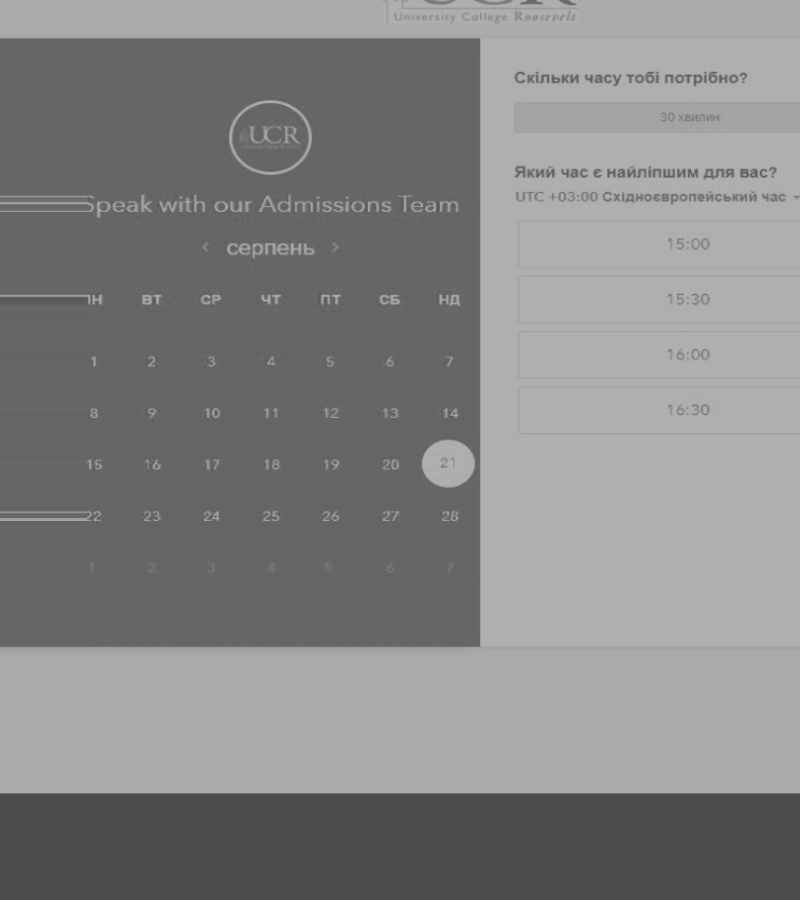 University College Roosevelt
UCR
Speak with our Admissions Team
< серпень >
ВТ СР ЧТ ПТ СБ НД
1 2 3 4 5 6 7
8 9 10 11 12 13 14
15 16 17 18 19 20 21
22 23 24 25 26 27 28
1 2 3 4 5 6 7
Скільки часу тобі потрібно?
30 хвилин
Який час є найліпшим для вас?
UTC +03:00 Східноєвропейський час
15:00
15:30
16:00
16:30